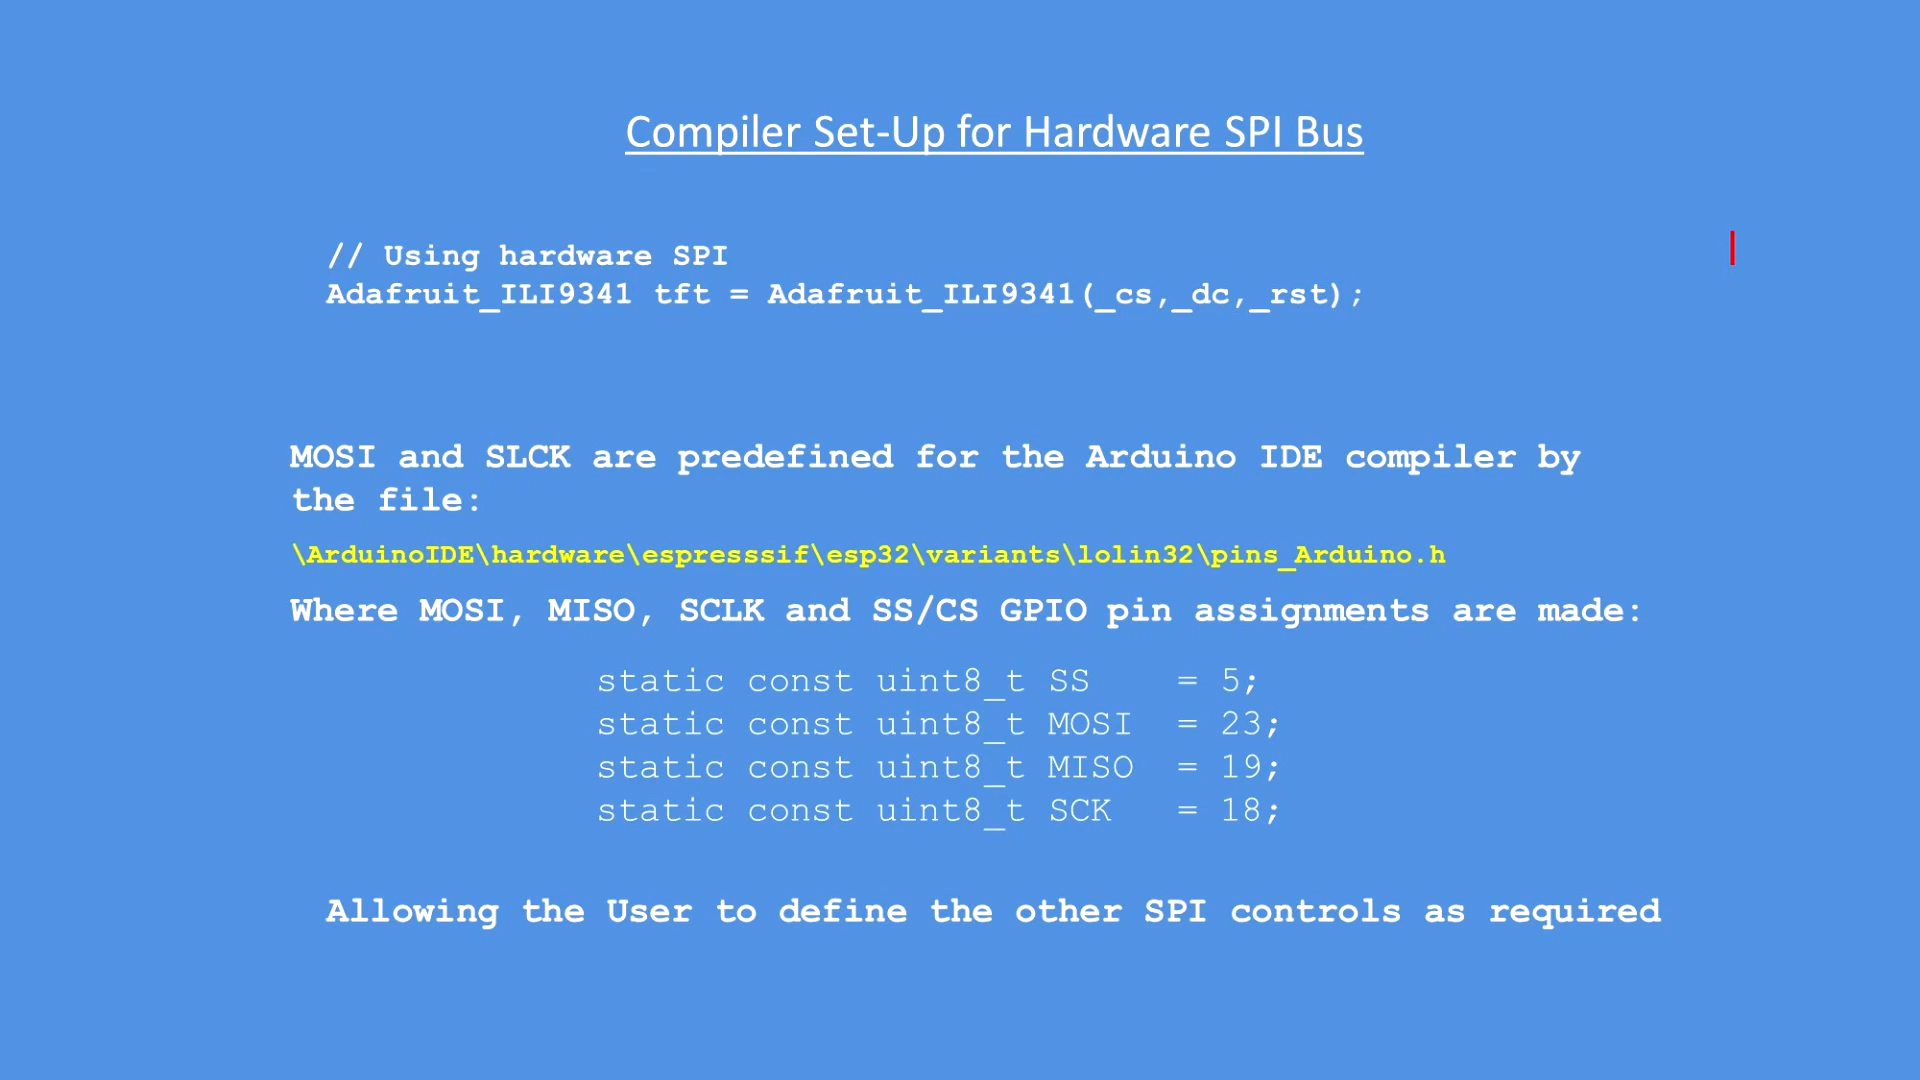 Compiler Set-Up for Hardware SPI Bus
// Using hardware SPI
Adafruit_ILI9341 tft = Adafruit_ILI9341(_cs,_dc,_rst);
MOSI and SLCK are predefined for the Arduino IDE compiler by
the file:
\ArduinoIDE\hardware\espresssif\esp32\variants\lolin32\pins_Arduino.h
Where MOSI, MISO, SCLK and SS/CS GPIO pin assignments are made:
static const uint8_t SS    = 5;
static const uint8_t MOSI  = 23;
static const uint8_t MISO  = 19;
static const uint8_t SCK   = 18;
Allowing the User to define the other SPI controls as required